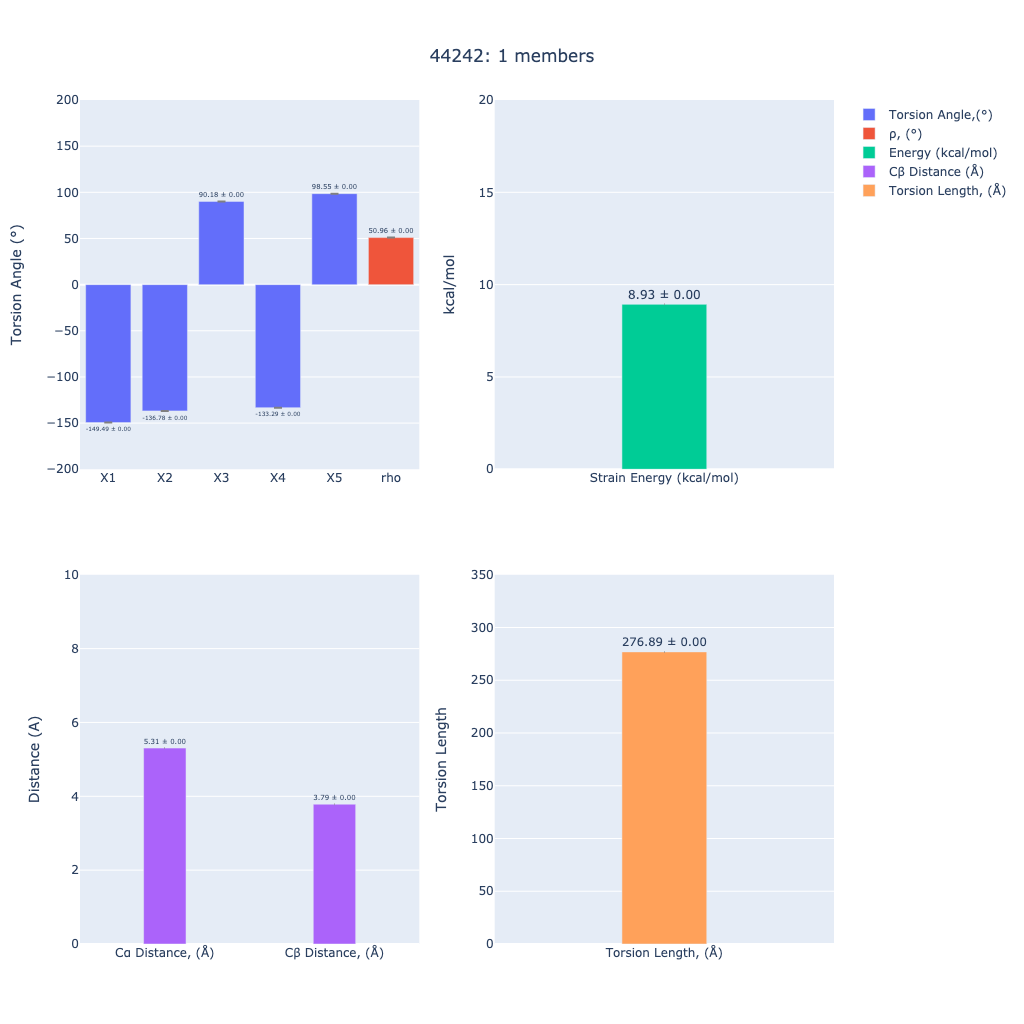 44242: 1 members
200
150
100
50
0
−50
−100
−150
−200
Torsion Angle (°)
-149.49 ± 0.00
-136.78 ± 0.00
90.18 ± 0.00
-133.29 ± 0.00
98.55 ± 0.00
50.96 ± 0.00
X1 X2 X3 X4 X5 rho
20
15
10
5
0
kcal/mol
8.93 ± 0.00
Strain Energy (kcal/mol)
Torsion Angle,(°)
ρ, (°)
Energy (kcal/mol)
Cβ Distance (Å)
Torsion Length, (Å)
10
8
6
4
2
0
Distance (A)
5.31 ± 0.00
3.79 ± 0.00
Cα Distance, (Å) Cβ Distance, (Å)
350
300
250
200
150
100
50
0
Torsion Length
276.89 ± 0.00
Torsion Length, (Å)